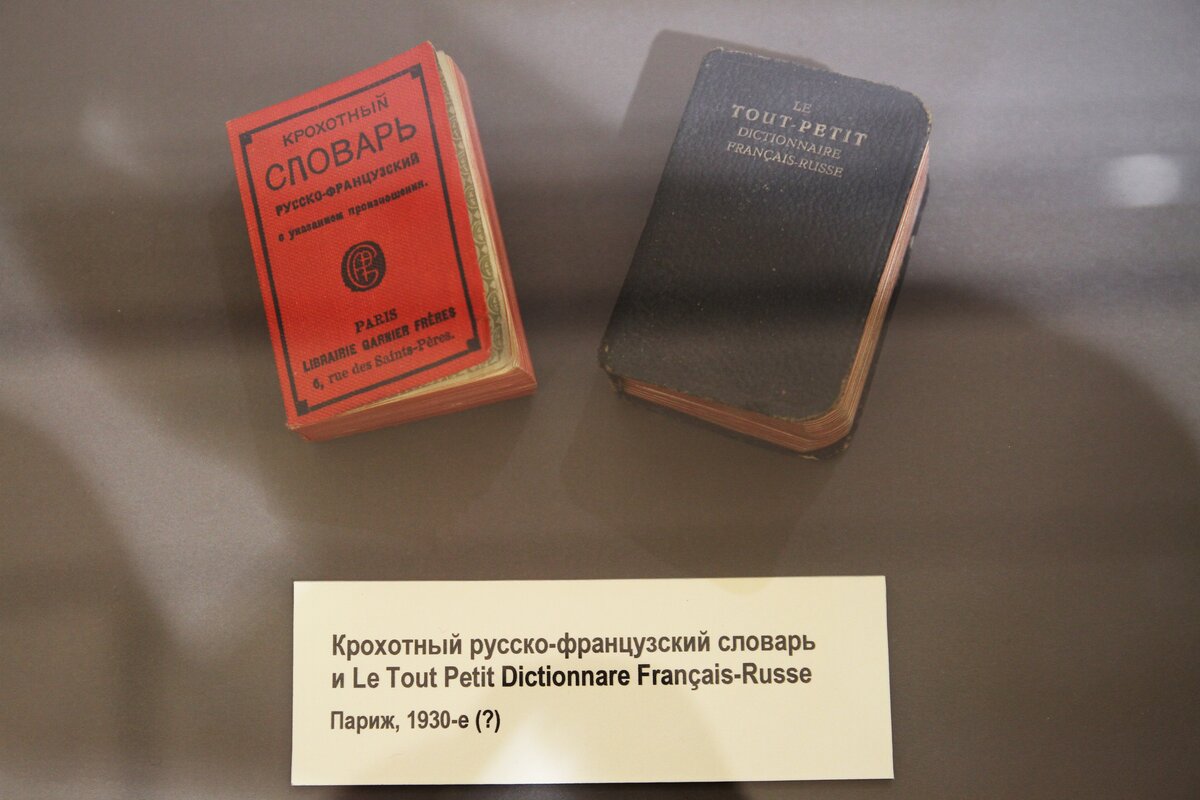 КРОХОТНЫЙ
СЛОВАРЬ
РУССКО-ФРАНЦУЗСКИЙ
с указанием произношения.
PARIS
LIBRAIRIE GARNIER FRÈRES
6, rue des Saints-Pères.
LE
TOUT-PETIT
DICTIONNAIRE
FRANÇAIS-RUSSE
Крохотный русско-французский словарь
и Le Tout Petit Dictionnare Français-Russe
Париж, 1930-е (?)